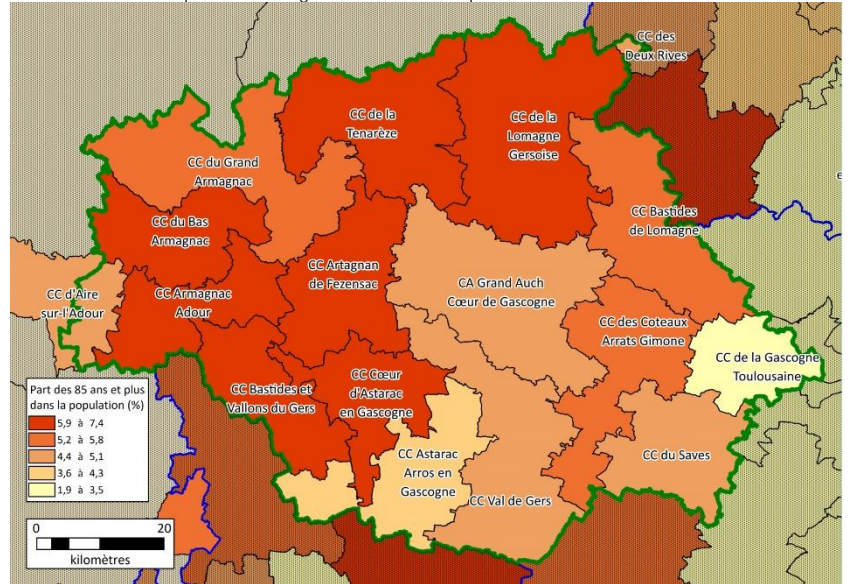 CC des
Deux Rives
CC de la
Tenarèze
CC de la
Lomagne
Gersoise
CC du Grand
Armagnac
CC Bastides
de Lomagne
CC du Bas
Armagnac
CC Artagnan
de Fezensac
CA Grand Auch
Cœur de Gascogne
CC d'Aire
sur-l'Adour
CC Armagnac
Adour
CC des Coteaux
Arrats Gimone
CC de la Gascogne
Toulousaine
CC Bastides et
Vallons du Gers
CC Cœur
d'Astarac
en Gascogne
CC Astarac
Arros en
Gascogne
CC du Saves
CC Val de Gers
Part des 85 ans et plus
dans la population (%)
5,9 à 7,4
5,2 à 5,8
4,4 à 5,1
3,6 à 4,3
1,9 à 3,5
0 20
kilomètres